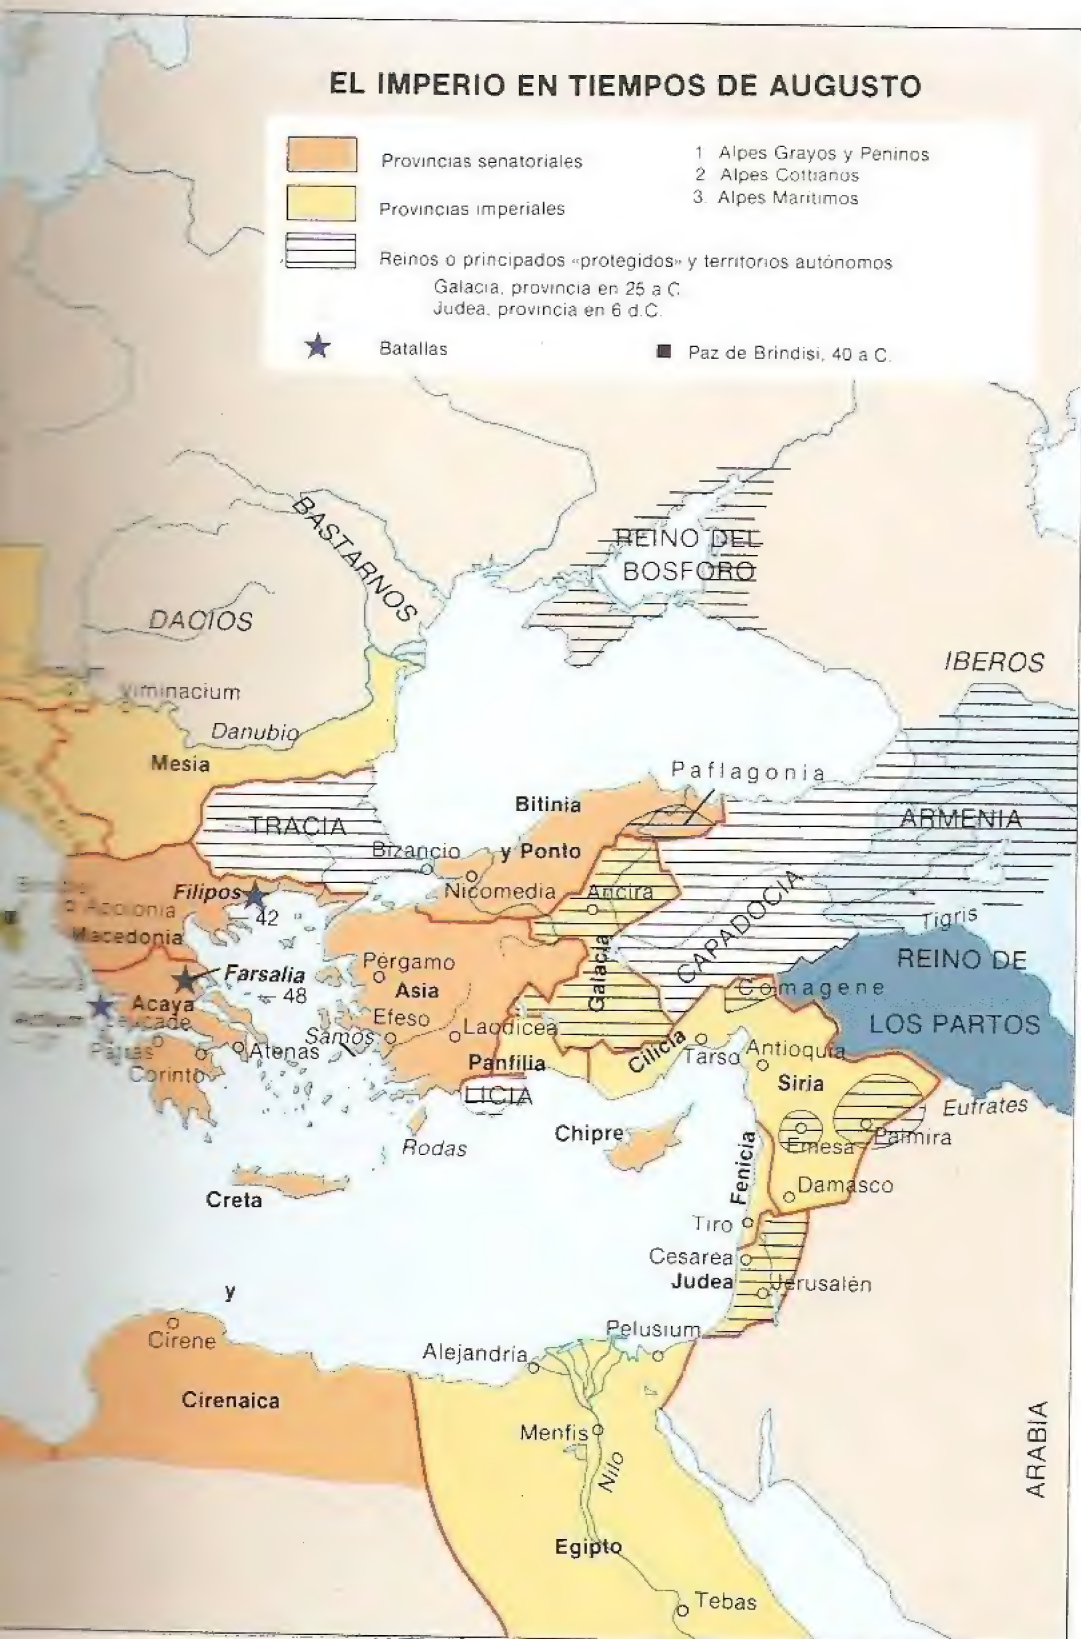 EL IMPERIO EN TIEMPOS DE AUGUSTO
Provincias senatoriales
Provincias imperiales
Reinos o principados «protegidos» y territorios autónomos
Galacia, provincia en 25 a C.
Judea, provincia en 6 d.C.
Batallas
1 Alpes Grayos y Peninos
2 Alpes Cottianos
3. Alpes Marítimos
Paz de Brindisi, 40 a C.
BASTARNOS
REINO DEL
BOSFORO
DACIOS
IBEROS
Viminacium
Danubio
Mesia
Paflagonia
Bitinia
y Ponto
TRACIA
ARMENIA
Bizancio
Nicomedia
Ancira
Filipos
42
Apolonia
Macedonia
CAPADOCIA
Tigris
REINO DE
LOS PARTOS
Farsalia
48
Pérgamo
Asia
Galacia
Comagene
Acaya
Efeso
Laodicea
Samos
Patras
Atenas
Corinto
Panfilia
Cilicia
Tarso
Antioquía
Siria
LICIA
Eufrates
Rodas
Chipre
Emesa
Palmira
Fenicia
Damasco
Creta
Tiro
Cesarea
Judea
Jerusalén
y
Cirene
Pelusium
Alejandría
Cirenaica
Menfis
Nilo
ARABIA
Egipto
Tebas